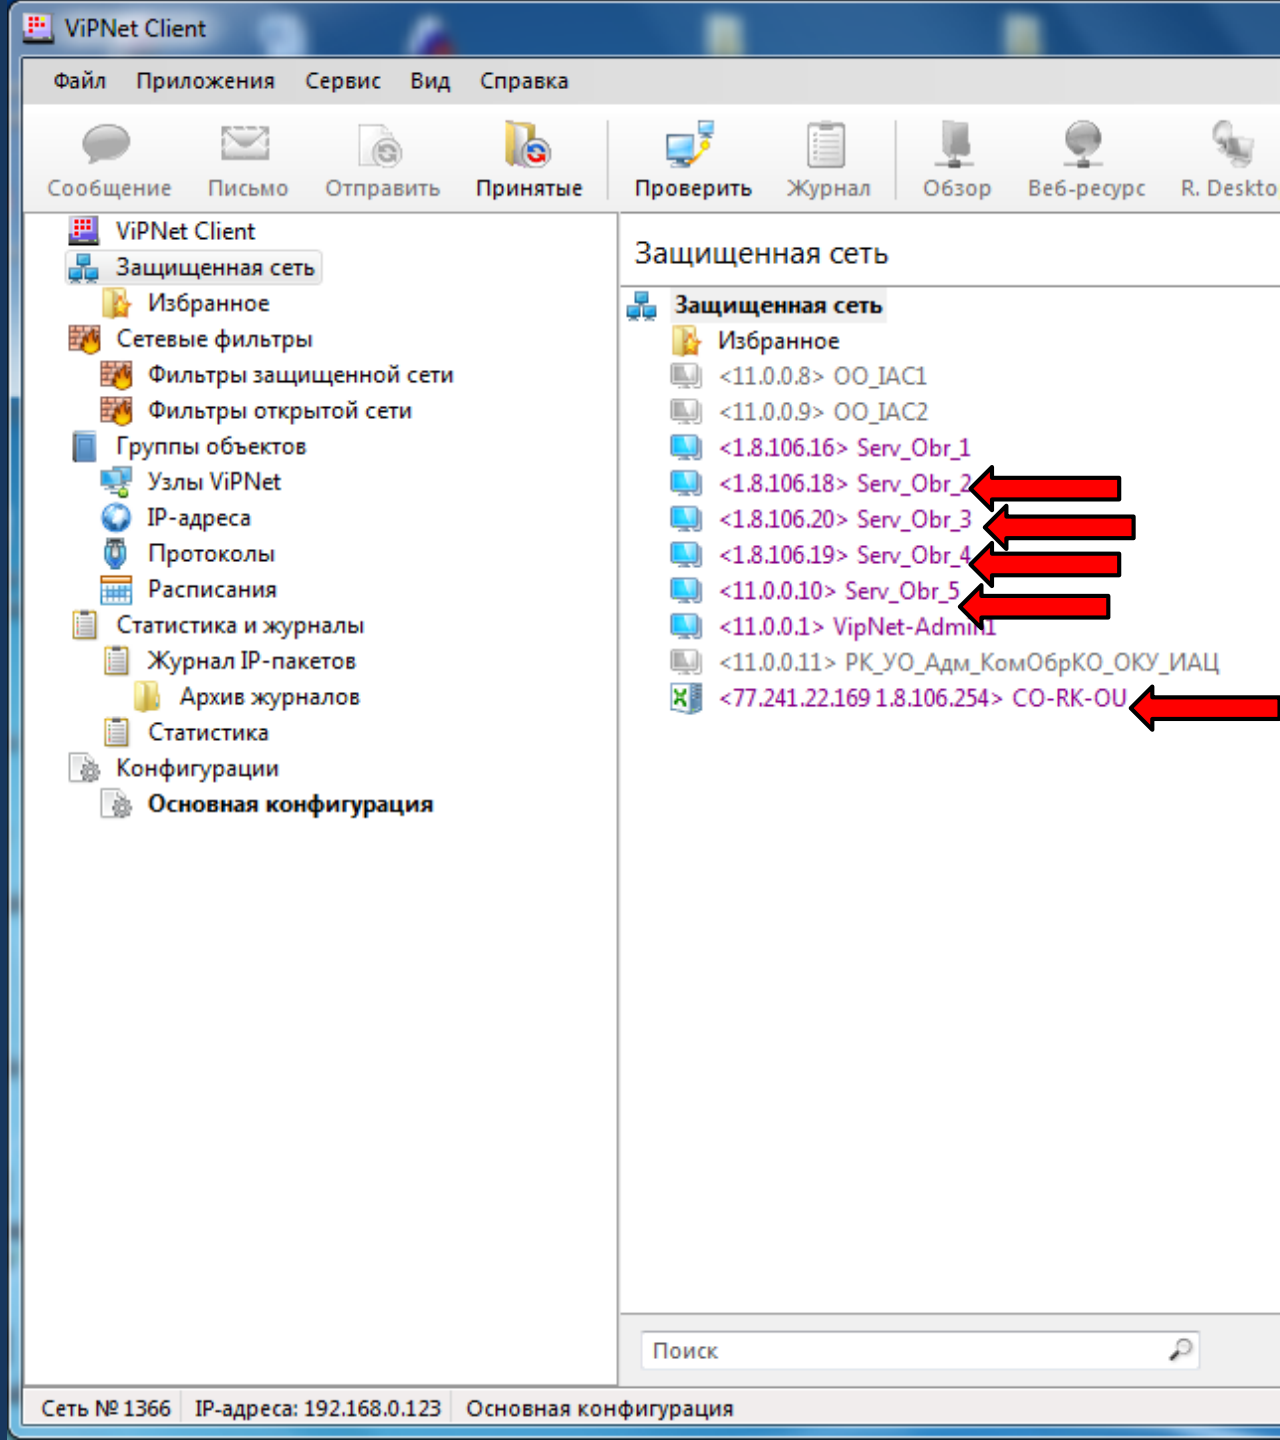 ViPNet Client
Файл Приложения Сервис Вид Справка
Сообщение Письмо Отправить Принятые Проверить Журнал Обзор Веб-ресурс R. Deskto
ViPNet Client
Защищенная сеть
Избранное
Сетевые фильтры
Фильтры защищенной сети
Фильтры открытой сети
Группы объектов
Узлы ViPNet
IP-адреса
Протоколы
Расписания
Статистика и журналы
Журнал IP-пакетов
Архив журналов
Статистика
Конфигурации
Основная конфигурация
Защищенная сеть
Защищенная сеть
Избранное
<11.0.0.8> OO_IAC1
<11.0.0.9> OO_IAC2
<1.8.106.16> Serv_Obr_1
<1.8.106.18> Serv_Obr_2
<1.8.106.20> Serv_Obr_3
<1.8.106.19> Serv_Obr_4
<11.0.0.10> Serv_Obr_5
<11.0.0.1> VipNet-Admin1
<11.0.0.11> РК_УО_Адм_КомОбрКО_ОКУ_ИАЦ
<77.241.22.169 1.8.106.254> CO-RK-OU
Поиск
Сеть № 1366 IP-адреса: 192.168.0.123 Основная конфигурация